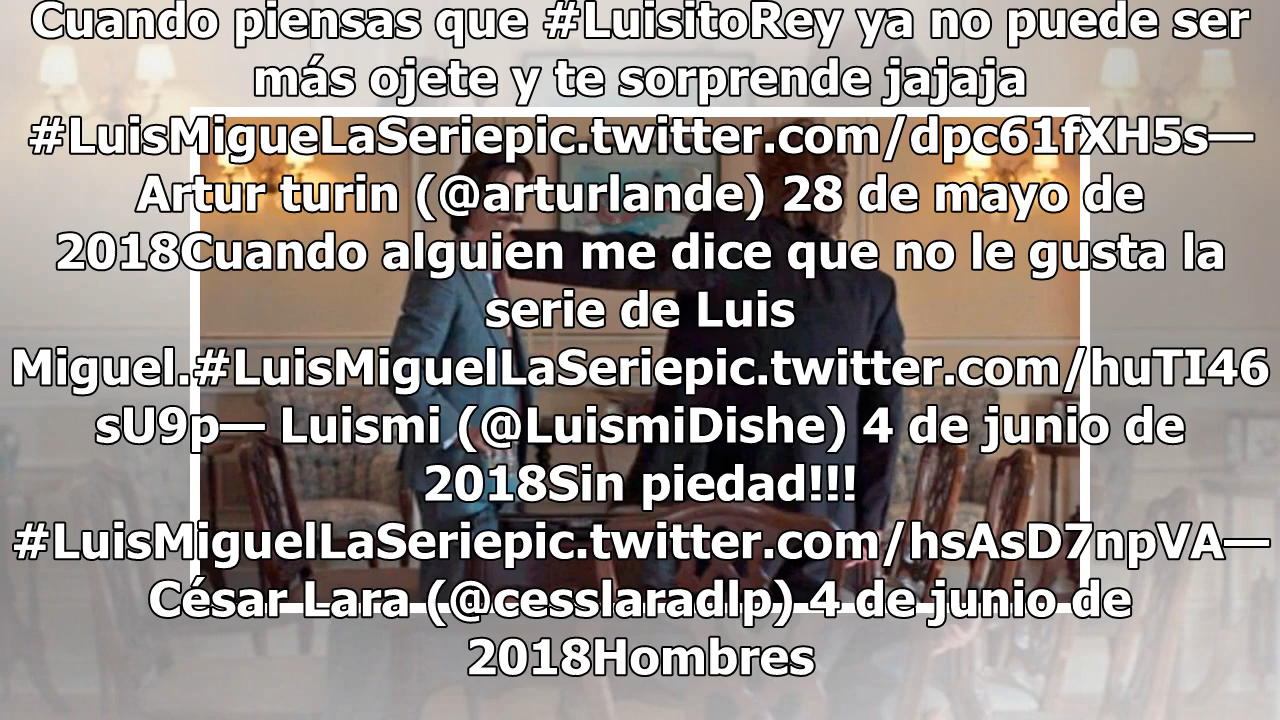 Cuando piensas que #LuisitoRey ya no puede ser
más ojete y te sorprende jajaja
#LuisMigueLaSeriepic.twitter.com/dpc61fXH5s—
Artur turin (@arturlande) 28 de mayo de
2018Cuando alguien me dice que no le gusta la
serie de Luis
Miguel.#LuisMiguelLaSeriepic.twitter.com/huTI46
sU9p— Luismi (@LuismiDishe) 4 de junio de
2018Sin piedad!!!
#LuisMiguelLaSeriepic.twitter.com/hsAsD7npVA—
César Lara (@cesslaradlp) 4 de junio de
2018Hombres